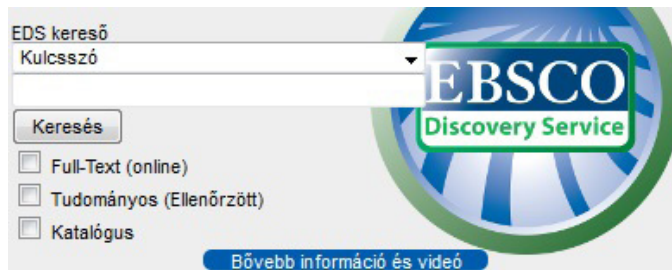 EDS kereső
Kulcsszó
EBSCO
Discovery Service
Keresés
Full-Text (online)
Tudományos (Ellenőrzött)
Katalógus
Bővebb információ és videó